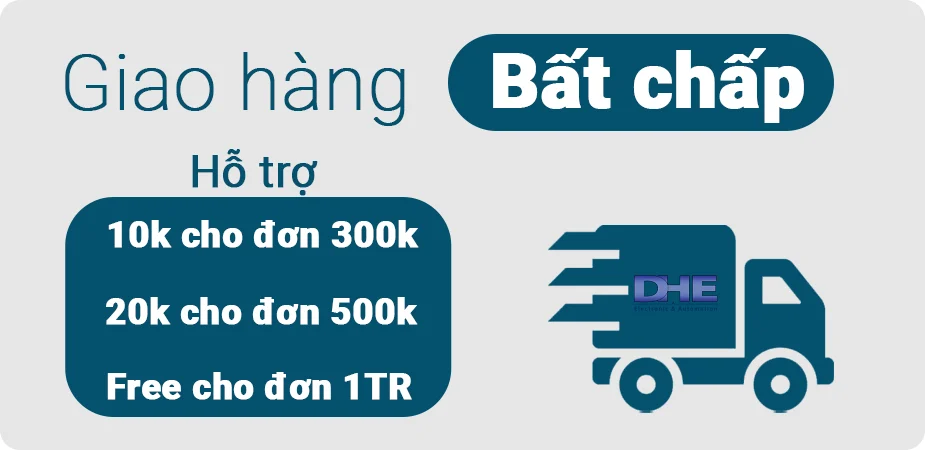 Giao hàng Bất chấp
Hỗ trợ
10k cho đơn 300k
20k cho đơn 500k
Free cho đơn 1TR
DHE